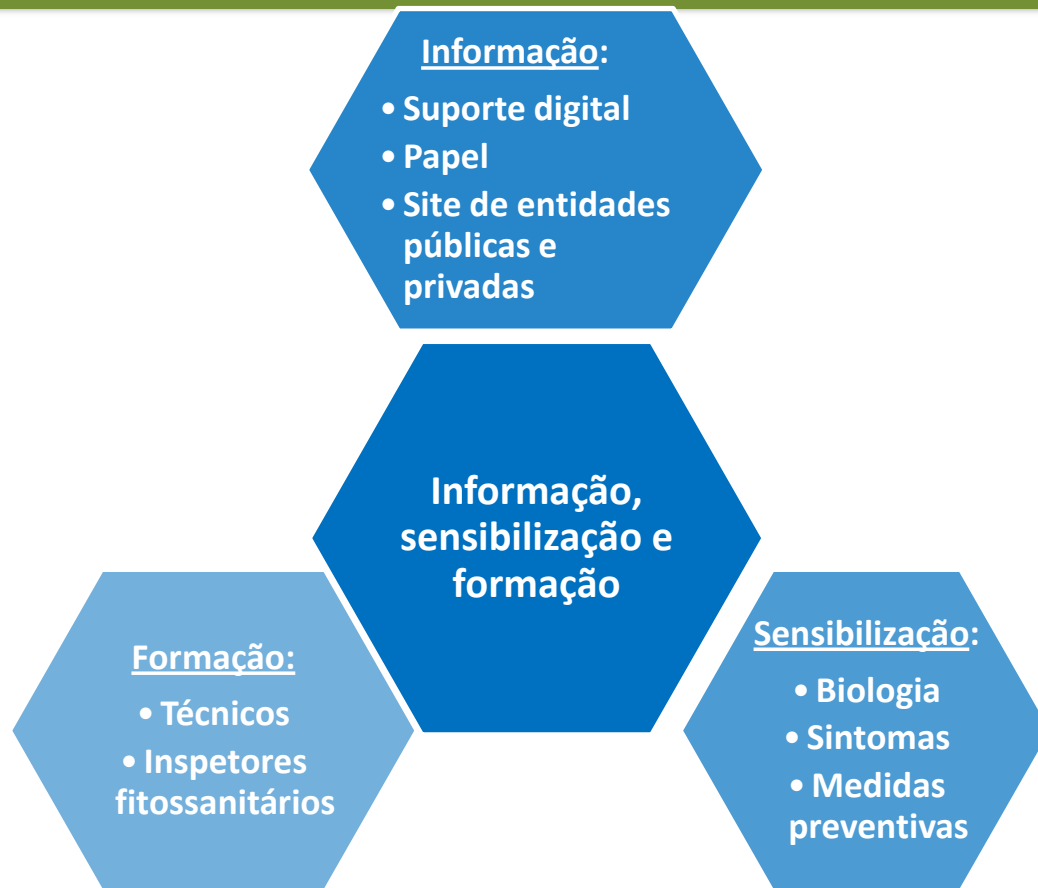 Informação:
• Suporte digital
• Papel
• Site de entidades
públicas e
privadas
Informação,
sensibilização e
formação
Formação:
• Técnicos
• Inspetores
fitossanitários
Sensibilização:
• Biologia
• Sintomas
• Medidas
preventivas